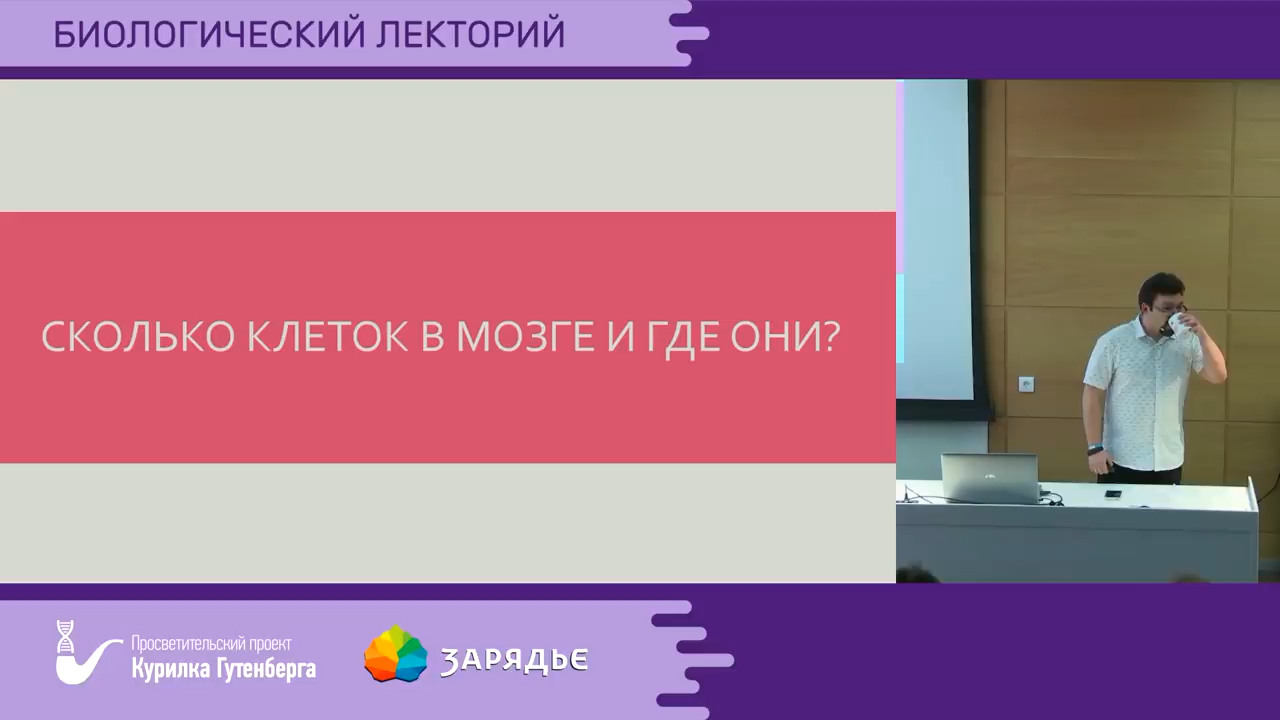 БИОЛОГИЧЕСКИЙ ЛЕКТОРИЙ
СКОЛЬКО КЛЕТОК В МОЗГЕ И ГДЕ ОНИ?
Просветительский проект
Курилка Гутенберга
ЗАРЯДЬЕ